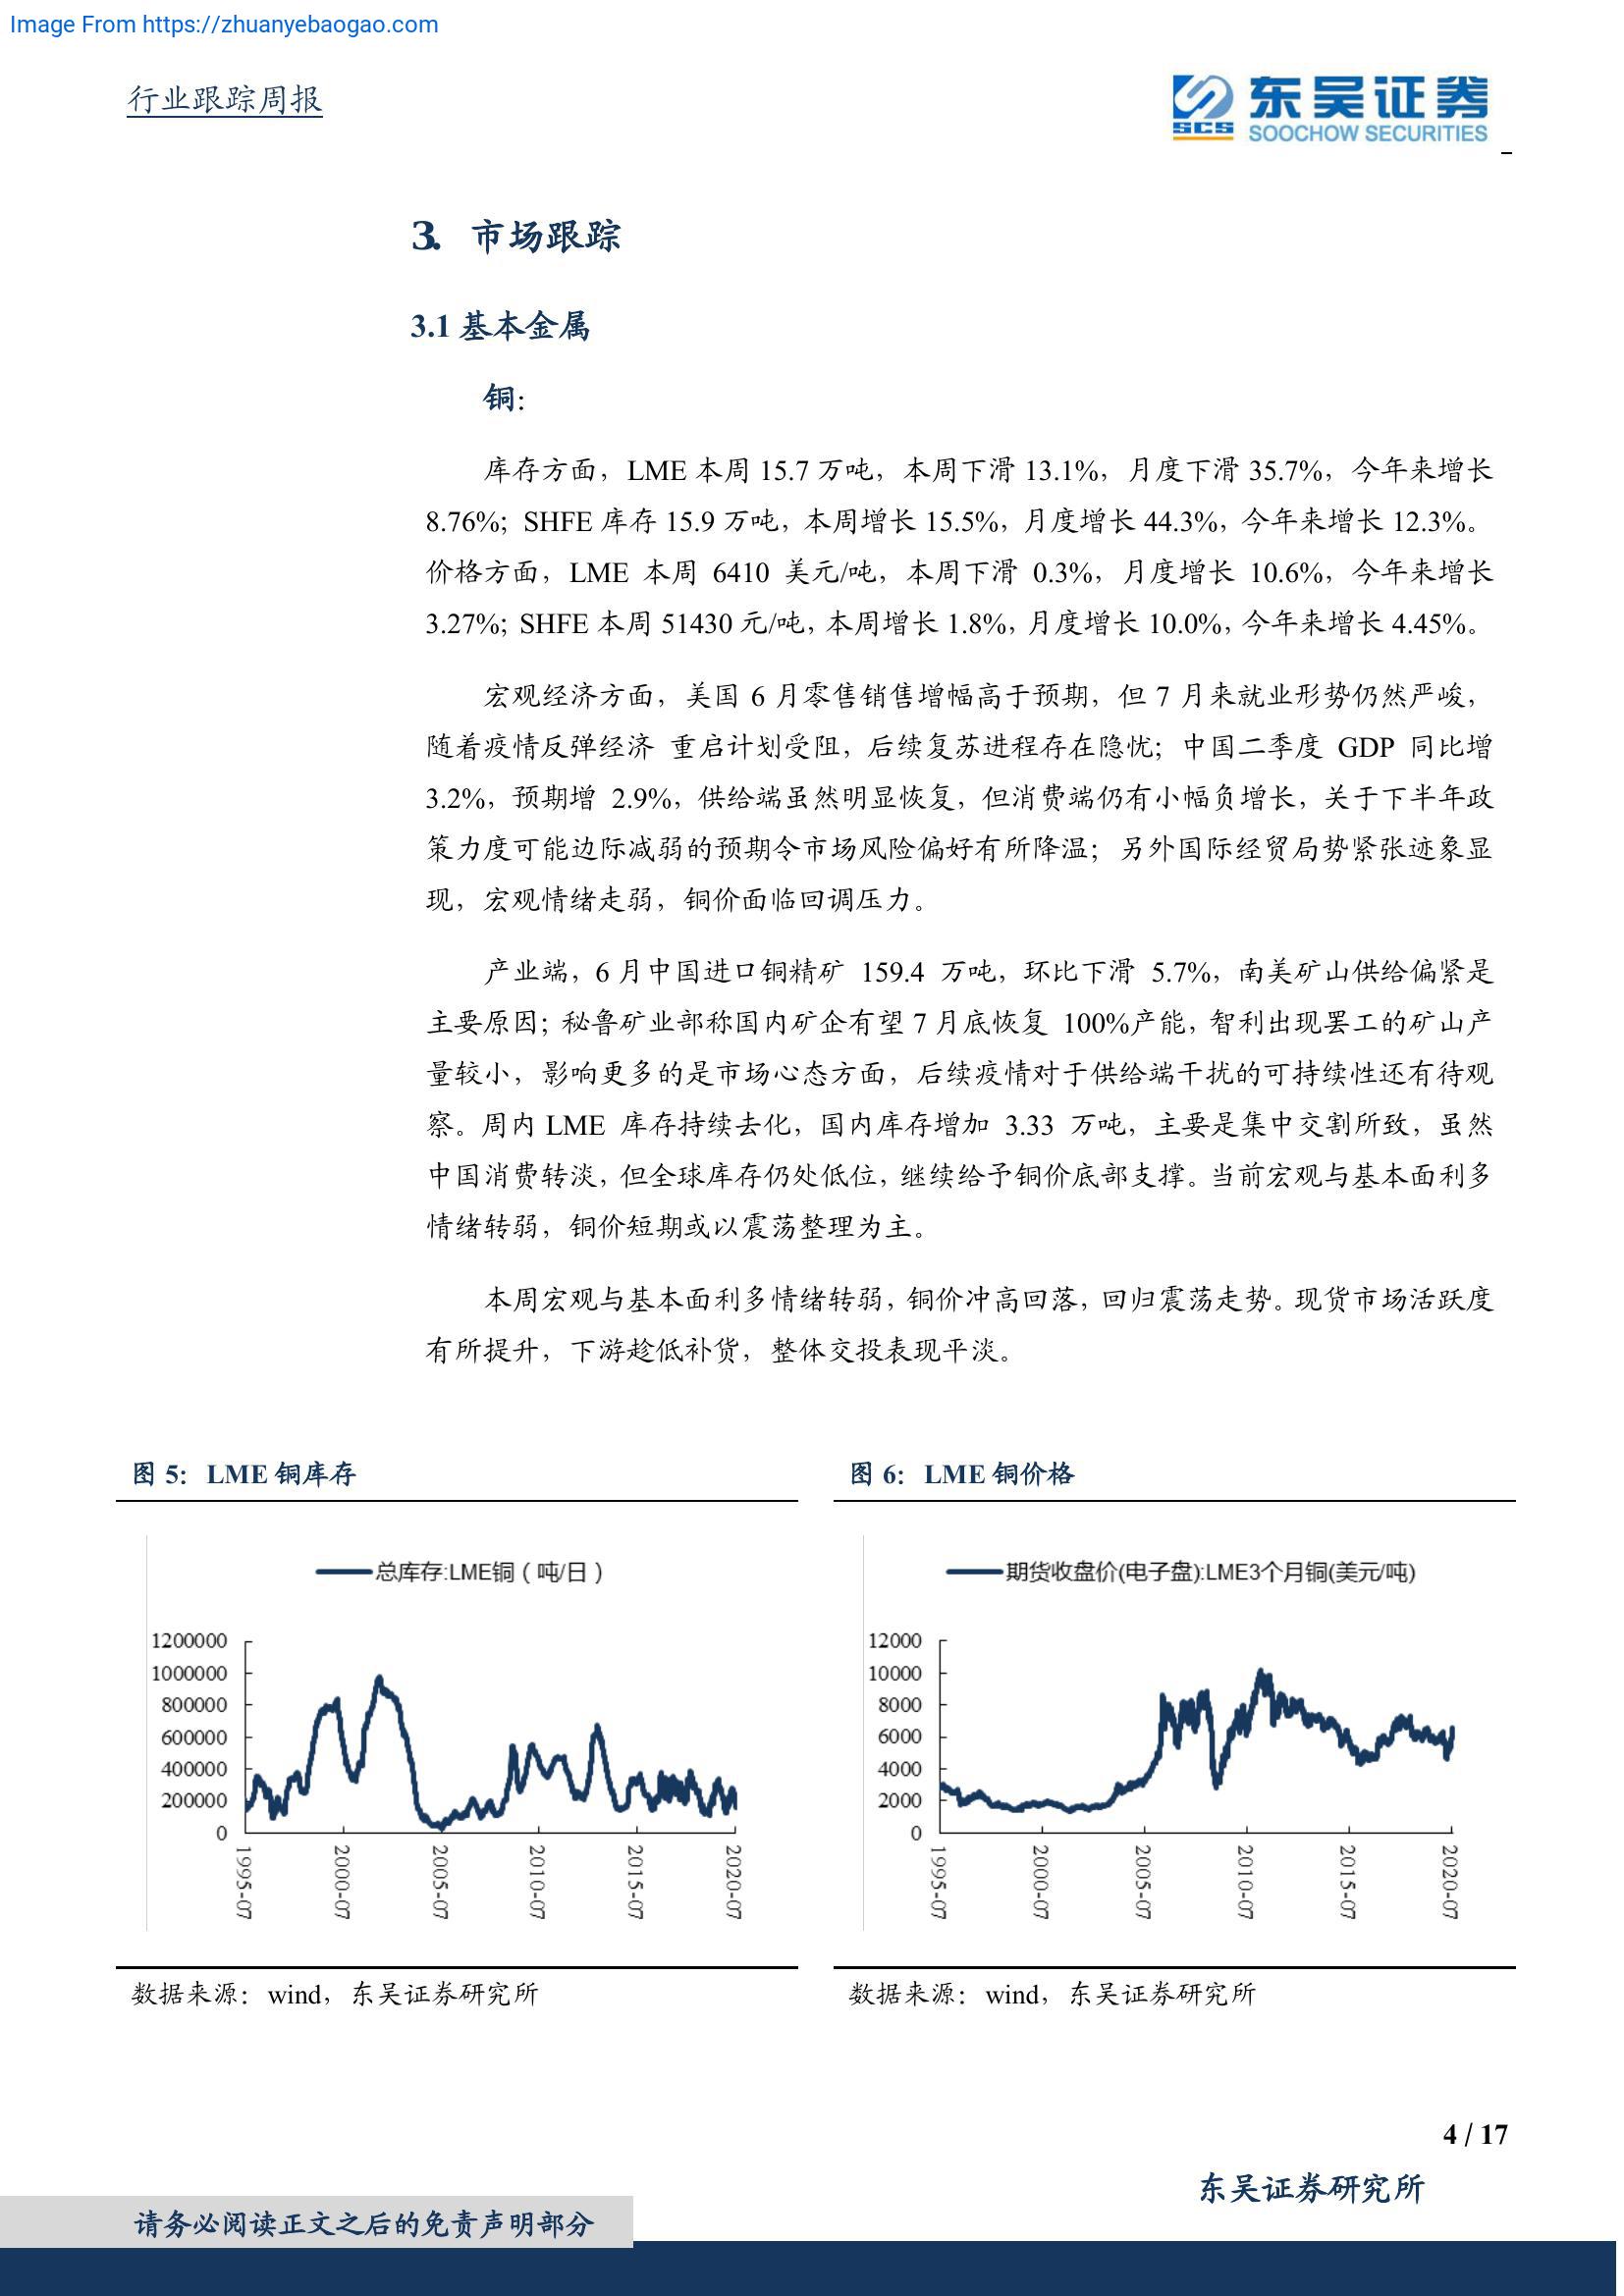 Image From https://zhuanyebaogao.com
行业跟踪周报
东吴证券
SCS
SOOCHOW SECURITIES
3. 市场跟踪
3.1 基本金属
铜：
库存方面，LME 本周 15.7 万吨，本周下滑 13.1%，月度下滑 35.7%，今年来增长
8.76%；SHFE 库存 15.9 万吨，本周增长 15.5%，月度增长 44.3%，今年来增长 12.3%。
价格方面，LME 本周 6410 美元/吨，本周下滑 0.3%，月度增长 10.6%，今年来增长
3.27%；SHFE 本周 51430 元/吨，本周增长 1.8%，月度增长 10.0%，今年来增长 4.45%。
宏观经济方面，美国 6 月零售销售增幅高于预期，但 7 月来就业形势仍然严峻，
随着疫情反弹经济 重启计划受阻，后续复苏进程存在隐忧；中国二季度 GDP 同比增
3.2%，预期增 2.9%，供给端虽然明显恢复，但消费端仍有小幅负增长，关于下半年政
策力度可能边际减弱的预期令市场风险偏好有所降温；另外国际经贸局势紧张迹象显
现，宏观情绪走弱，铜价面临回调压力。
产业端，6 月中国进口铜精矿 159.4 万吨，环比下滑 5.7%，南美矿山供给偏紧是
主要原因；秘鲁矿业部称国内矿企有望 7 月底恢复 100%产能，智利出现罢工的矿山产
量较小，影响更多的是市场心态方面，后续疫情对于供给端干扰的可持续性还有待观
察。周内 LME 库存持续去化，国内库存增加 3.33 万吨，主要是集中交割所致，虽然
中国消费转淡，但全球库存仍处低位，继续给予铜价底部支撑。当前宏观与基本面利多
情绪转弱，铜价短期或以震荡整理为主。
本周宏观与基本面利多情绪转弱，铜价冲高回落，回归震荡走势。现货市场活跃度
有所提升，下游趁低补货，整体交投表现平淡。
图 5：LME 铜库存
总库存:LME铜（吨/日）
1200000
1000000
800000
600000
400000
200000
0
1995-07
2000-07
2005-07
2010-07
2015-07
2020-07
数据来源：wind，东吴证券研究所
图 6：LME 铜价格
期货收盘价(电子盘):LME3个月铜(美元/吨)
12000
10000
8000
6000
4000
2000
0
1995-07
2000-07
2005-07
2010-07
2015-07
2020-07
数据来源：wind，东吴证券研究所
4 / 17
东吴证券研究所
请务必阅读正文之后的免责声明部分